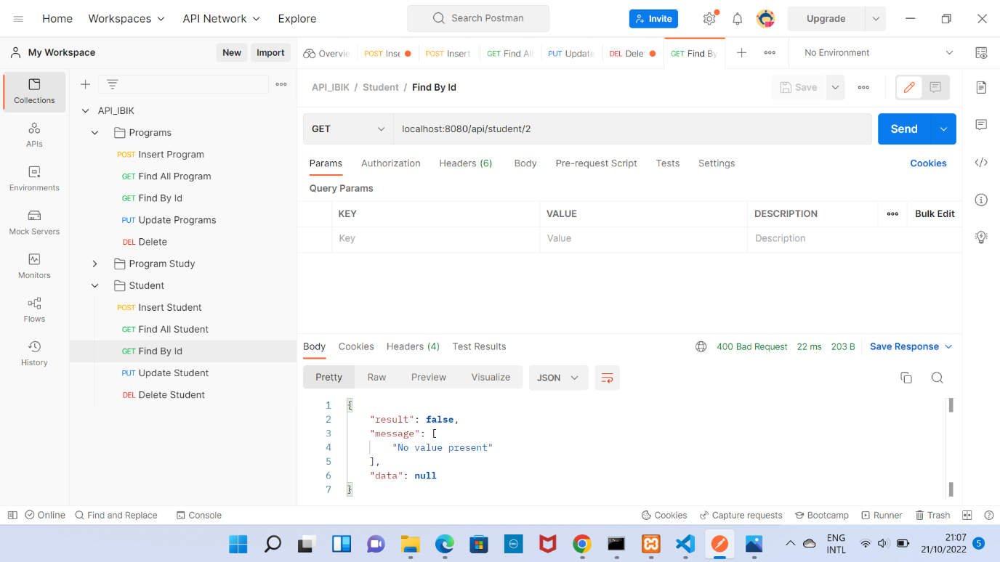 Home Workspaces API Network Explore Search Postman Invite Upgrade
My Workspace New Import Overvie POST Inse POST Insert GET Find Al PUT Update DEL Dele GET Find By No Environment
Collections
APIs
Environments
Mock Servers
Monitors
Flows
History
API_IBIK
Programs
POST Insert Program
GET Find All Program
GET Find By Id
PUT Update Programs
DEL Delete
Program Study
Student
POST Insert Student
GET Find All Student
GET Find By Id
PUT Update Student
DEL Delete Student
API_IBIK / Student / Find By Id Save
GET localhost:8080/api/student/2 Send
Params Authorization Headers (6) Body Pre-request Script Tests Settings Cookies
Query Params
KEY VALUE DESCRIPTION Bulk Edit
Key Value Description
Body Cookies Headers (4) Test Results 400 Bad Request 22 ms 203 B Save Response
Pretty Raw Preview Visualize JSON
1 {
2 "result": false,
3 "message": [
4 "No value present"
5 ],
6 "data": null
7 }
Online Find and Replace Console Cookies Capture requests Bootcamp Runner Trash
ENG
INTL
21:07
21/10/2022
5